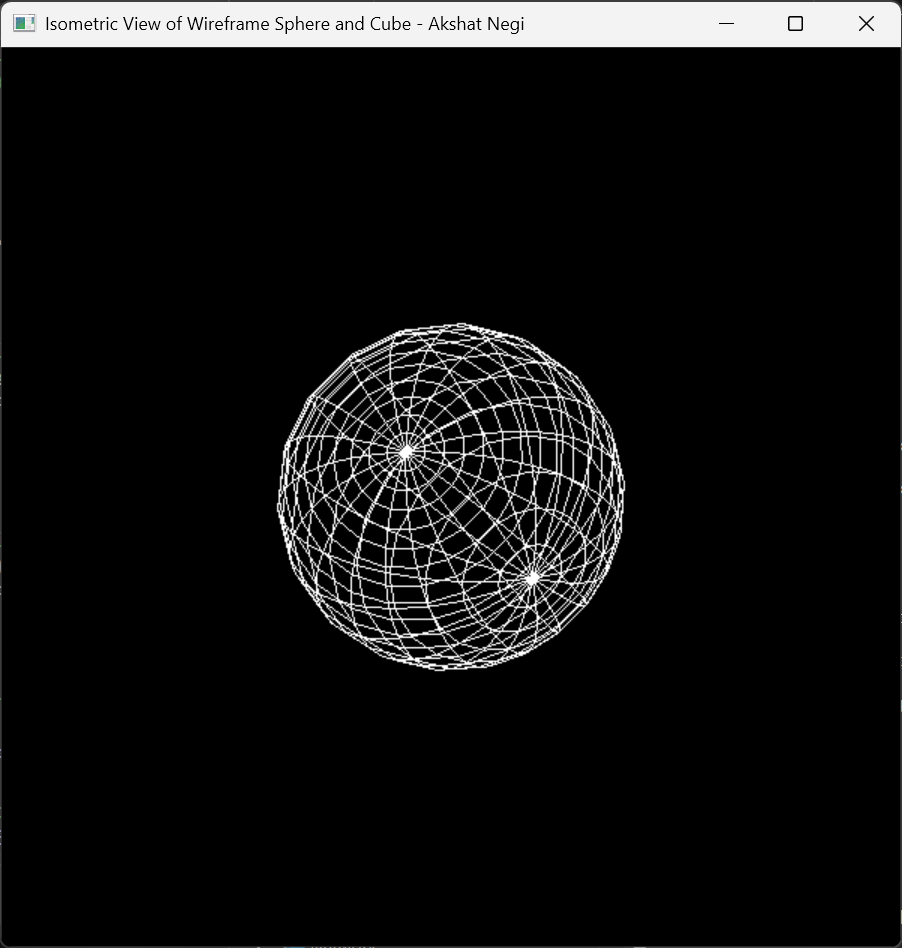 Isometric View of Wireframe Sphere and Cube - Akshat Negi